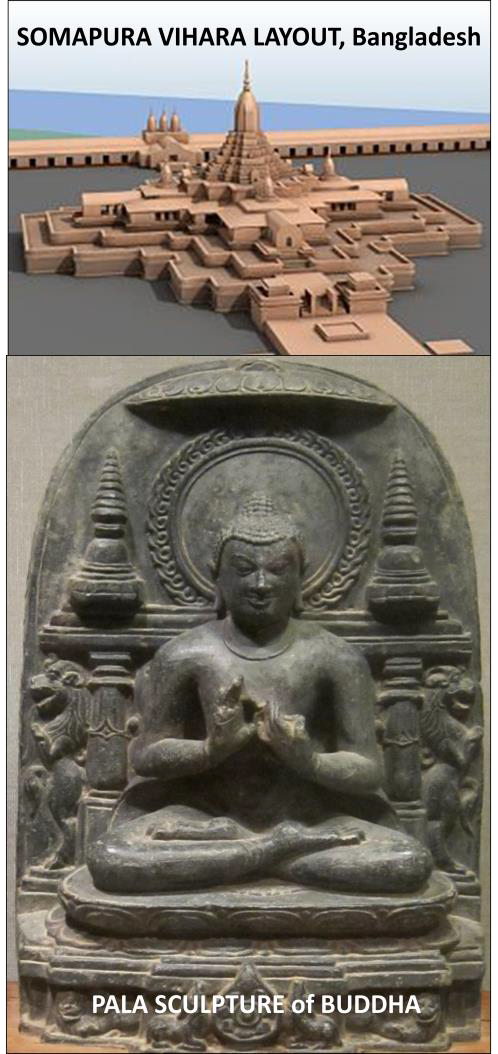 SOMAPURA VIHARA LAYOUT, Bangladesh
PALA SCULPTURE of BUDDHA